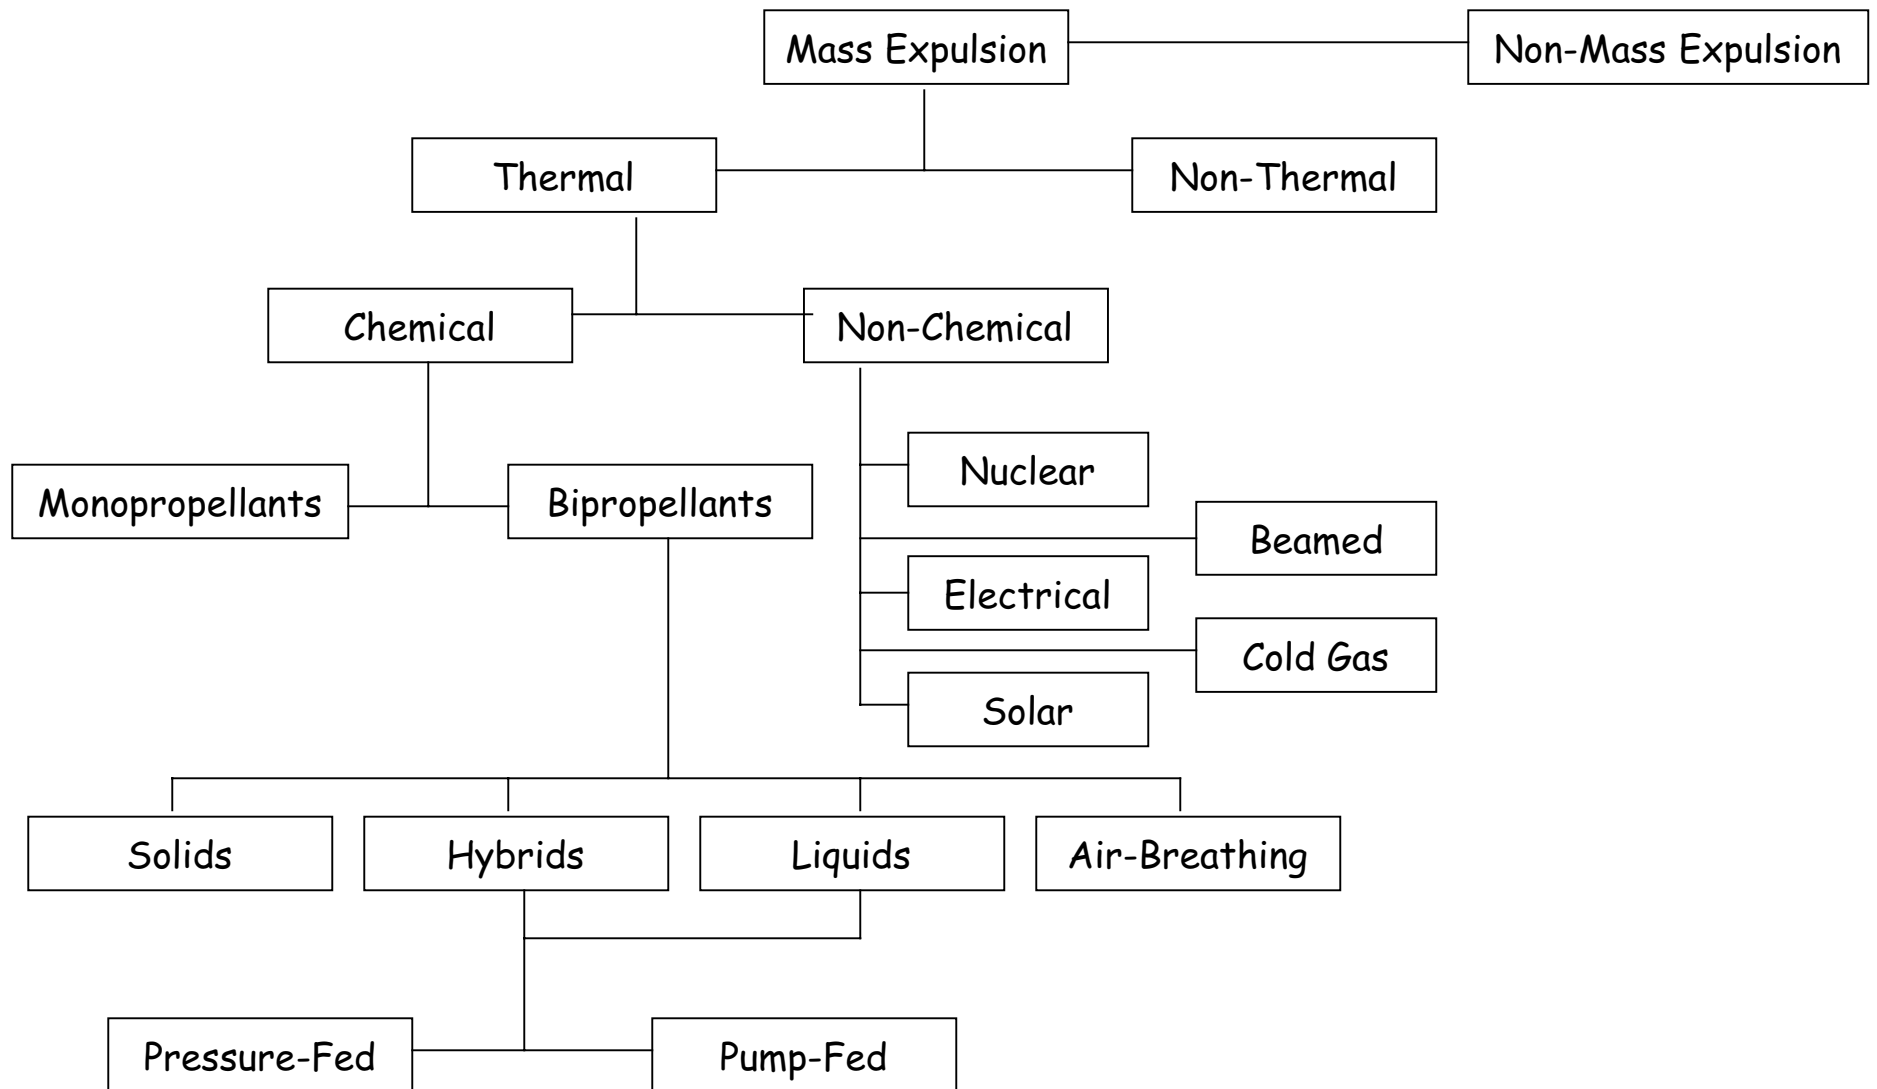 Mass Expulsion
Non-Mass Expulsion
Thermal
Non-Thermal
Chemical
Non-Chemical
Monopropellants
Bipropellants
Nuclear
Beamed
Electrical
Cold Gas
Solar
Solids
Hybrids
Liquids
Air-Breathing
Pressure-Fed
Pump-Fed